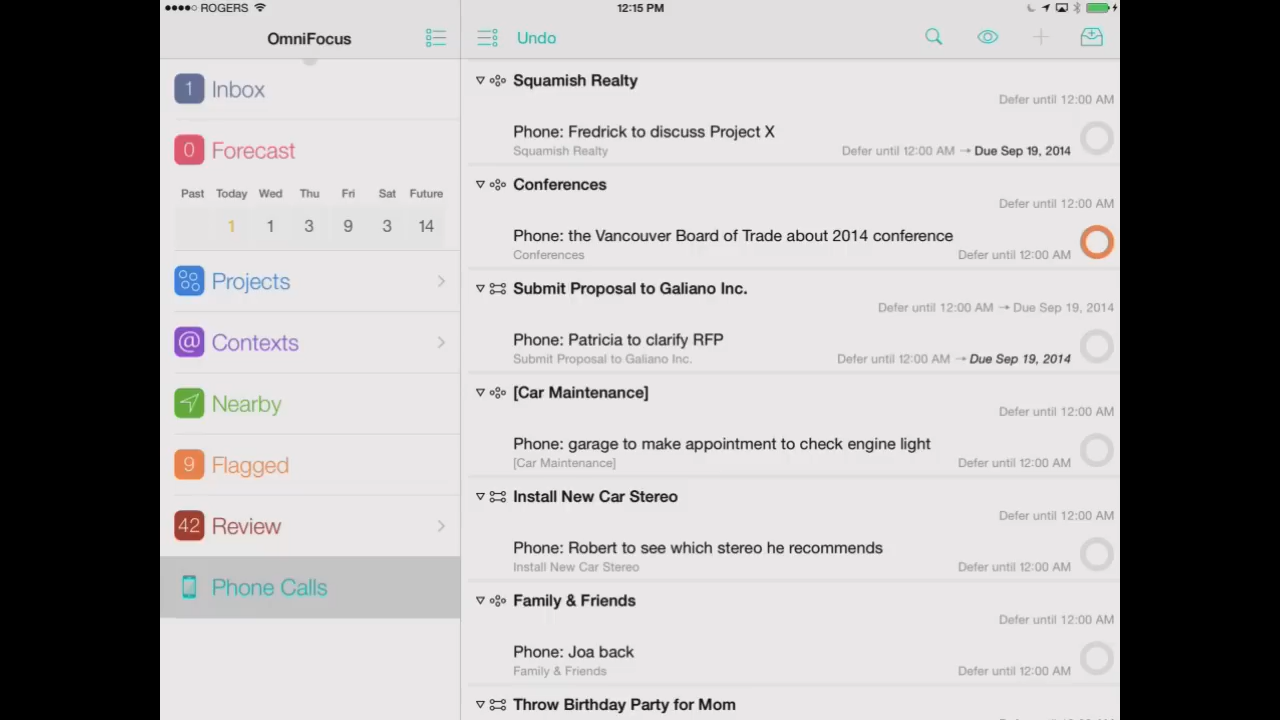 ROGERS
12:15 PM
OmniFocus
Undo
1 Inbox
0 Forecast
Past Today Wed Thu Fri Sat Future
1 1 3 9 3 14
Projects
@ Contexts
Nearby
9 Flagged
42 Review
Phone Calls
Squamish Realty
Defer until 12:00 AM
Phone: Fredrick to discuss Project X
Squamish Realty Defer until 12:00 AM → Due Sep 19, 2014
Conferences
Defer until 12:00 AM
Phone: the Vancouver Board of Trade about 2014 conference
Conferences Defer until 12:00 AM
Submit Proposal to Galiano Inc.
Defer until 12:00 AM → Due Sep 19, 2014
Phone: Patricia to clarify RFP
Submit Proposal to Galiano Inc. Defer until 12:00 AM → Due Sep 19, 2014
[Car Maintenance]
Defer until 12:00 AM
Phone: garage to make appointment to check engine light
[Car Maintenance] Defer until 12:00 AM
Install New Car Stereo
Defer until 12:00 AM
Phone: Robert to see which stereo he recommends
Install New Car Stereo Defer until 12:00 AM
Family & Friends
Defer until 12:00 AM
Phone: Joa back
Family & Friends Defer until 12:00 AM
Throw Birthday Party for Mom